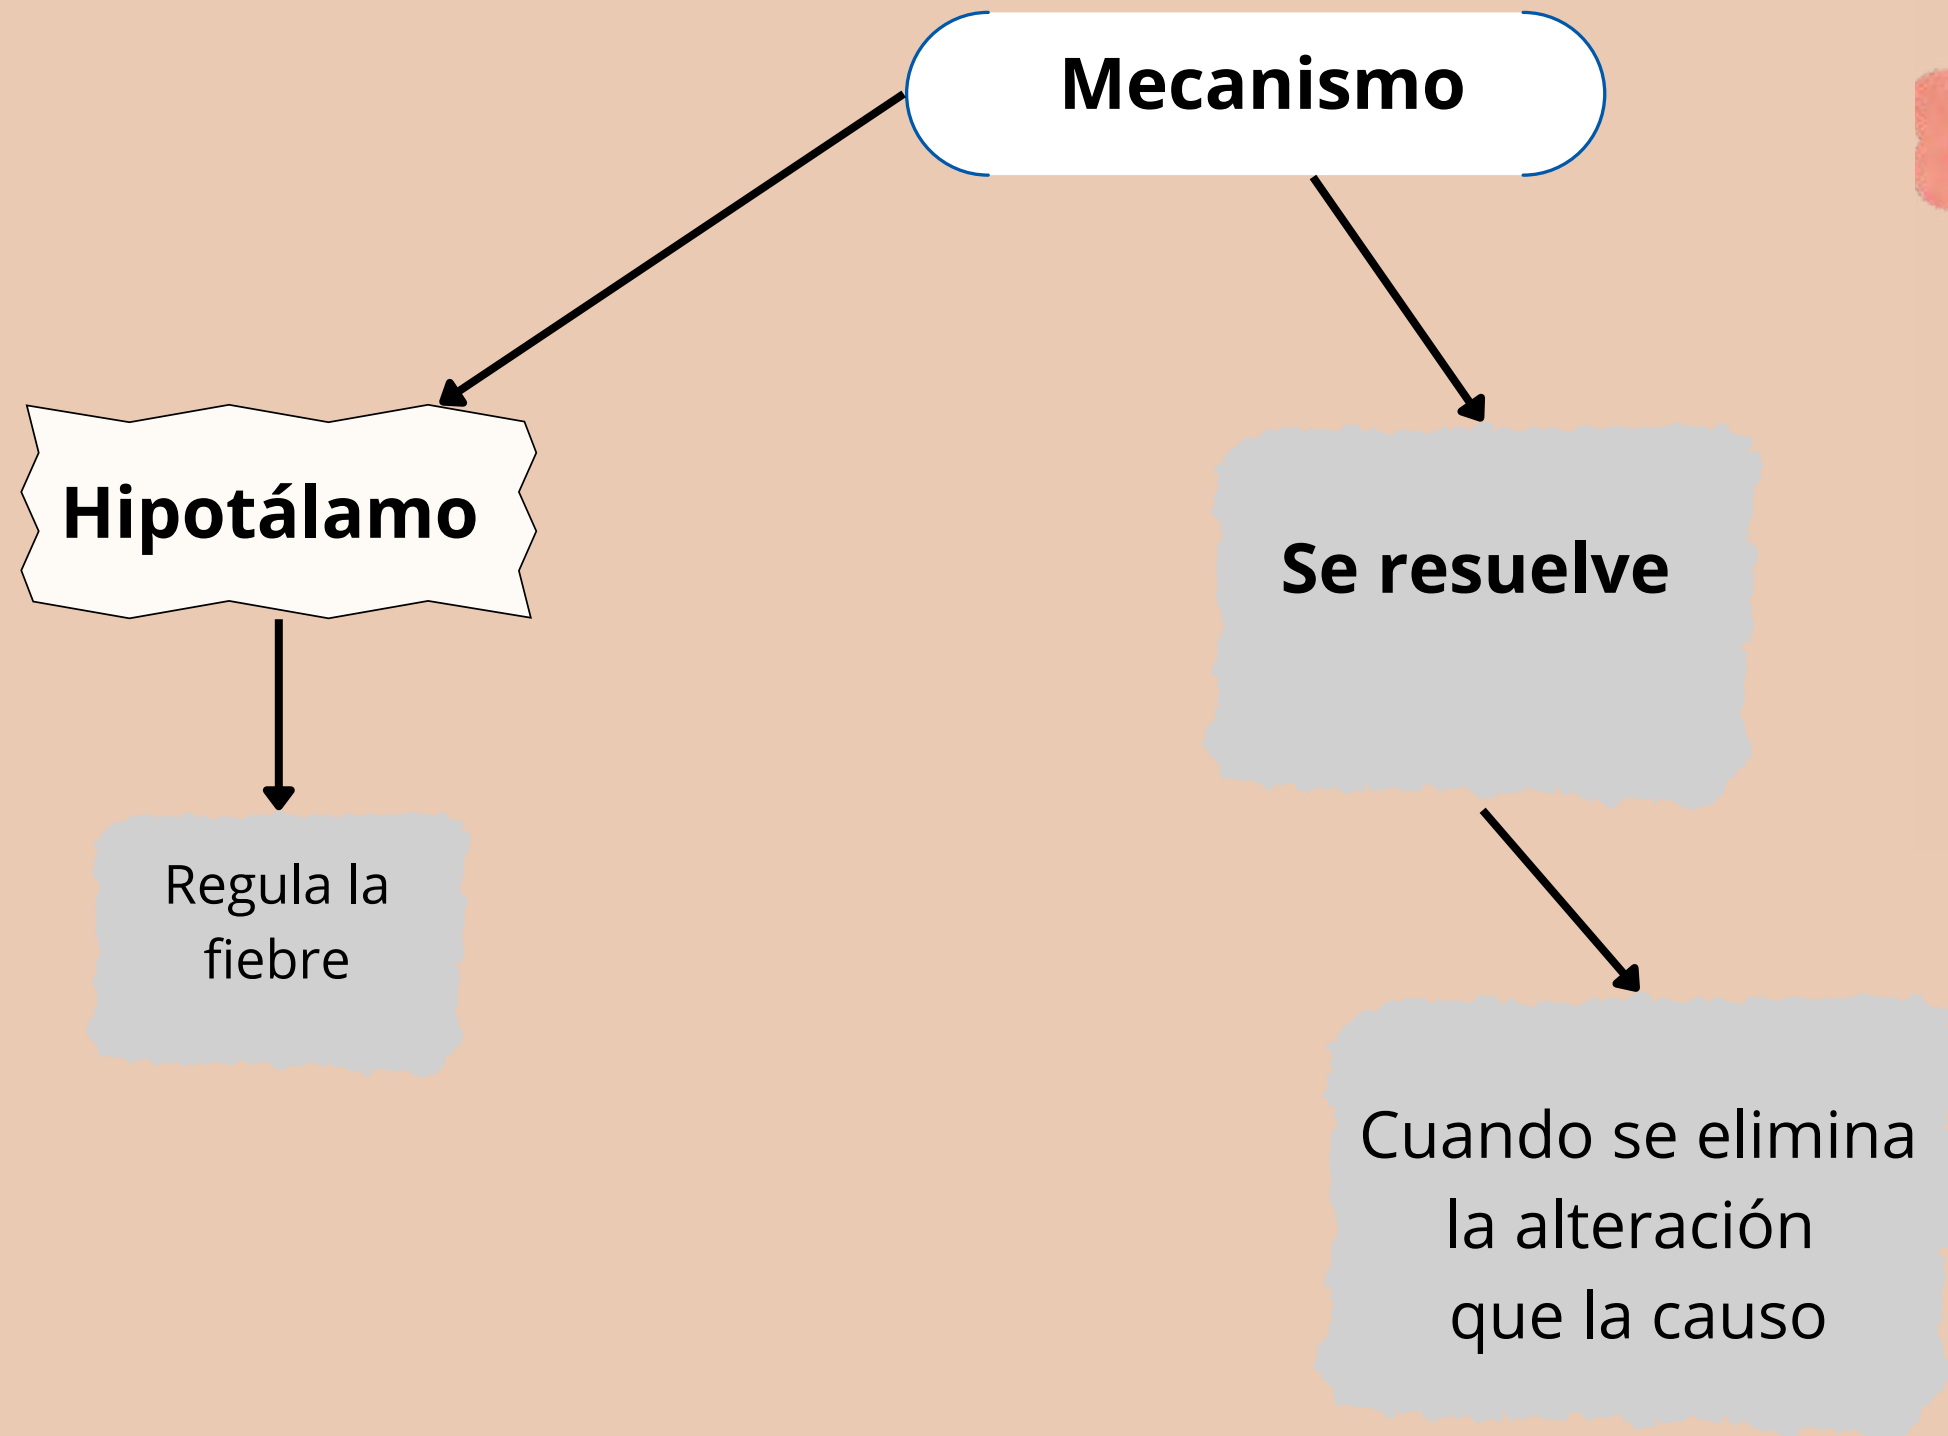 Mecanismo
Hipotálamo
Se resuelve
Regula la
fiebre
Cuando se elimina
la alteración
que la causo